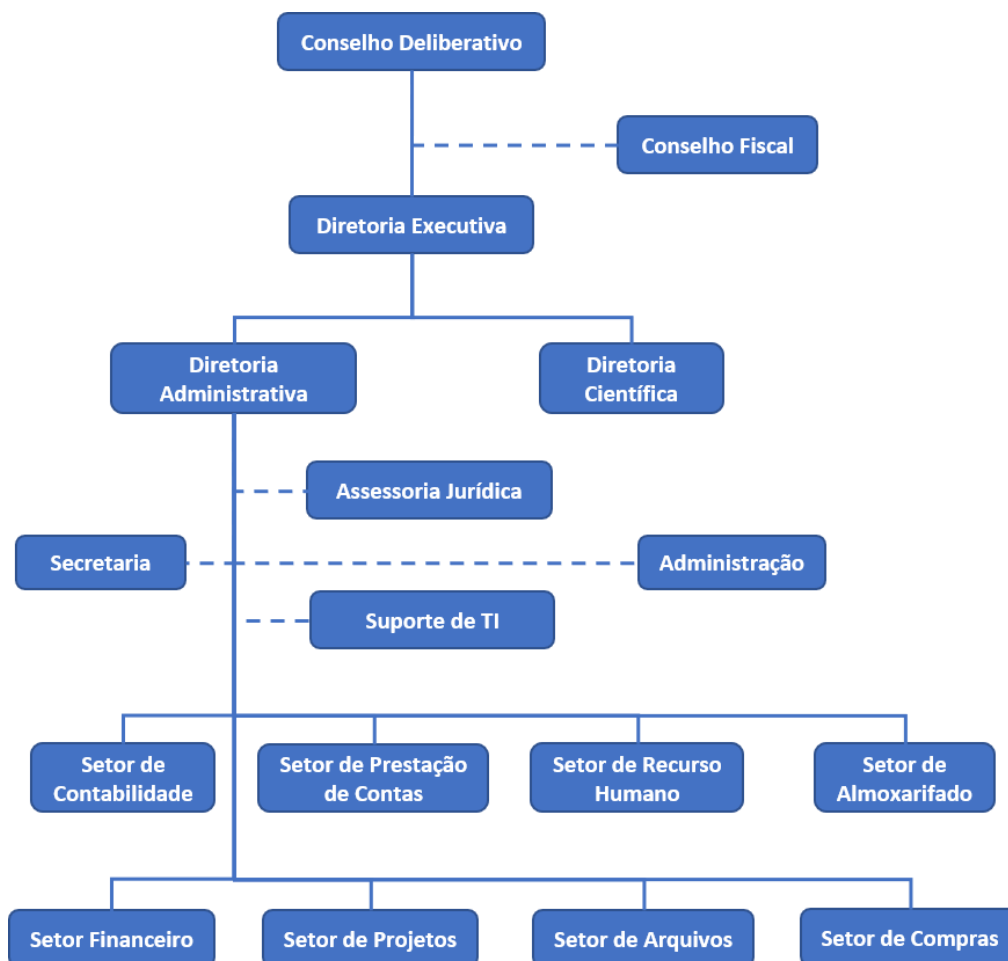 Conselho Deliberativo
Conselho Fiscal
Diretoria Executiva
Diretoria
Administrativa
Diretoria
Científica
Assessoria Jurídica
Secretaria
Administração
Suporte de TI
Setor de
Contabilidade
Setor de Prestação
de Contas
Setor de Recurso
Humano
Setor de
Almoxarifado
Setor Financeiro
Setor de Projetos
Setor de Arquivos
Setor de Compras